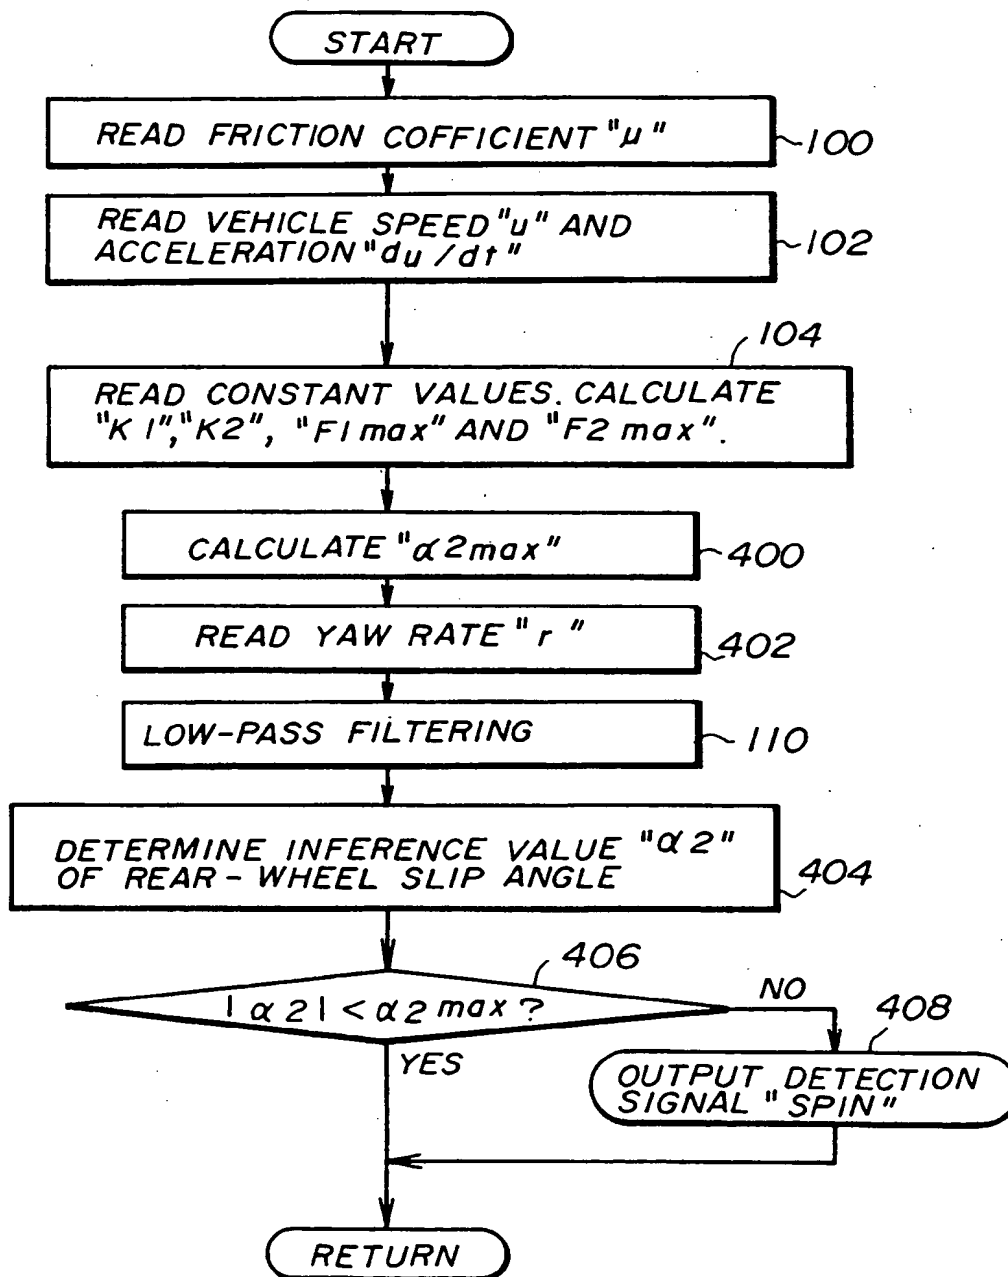 START
READ FRICTION COFFICIENT "μ"
100
READ VEHICLE SPEED "u" AND
ACCELERATION "du/dt"
102
104
READ CONSTANT VALUES. CALCULATE
"K1", "K2", "F1max" AND "F2max".
CALCULATE "α2max"
400
READ YAW RATE "r"
402
LOW-PASS FILTERING
110
DETERMINE INFERENCE VALUE "α2"
OF REAR-WHEEL SLIP ANGLE
404
406
|α2| < α2max?
NO
YES
408
OUTPUT DETECTION
SIGNAL "SPIN"
RETURN